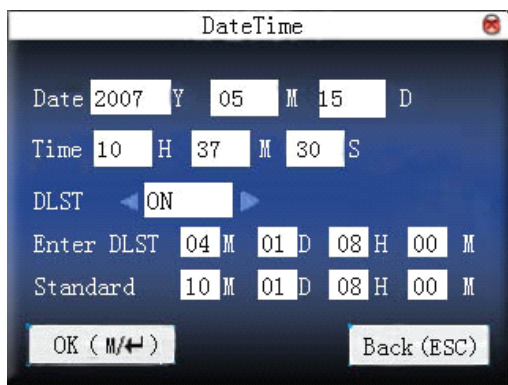 DateTime
Date 2007 Y 05 M 15 D
Time 10 H 37 M 30 S
DLST ON
Enter DLST 04 M 01 D 08 H 00 M
Standard 10 M 01 D 08 H 00 M
OK (M/↵) Back(ESC)